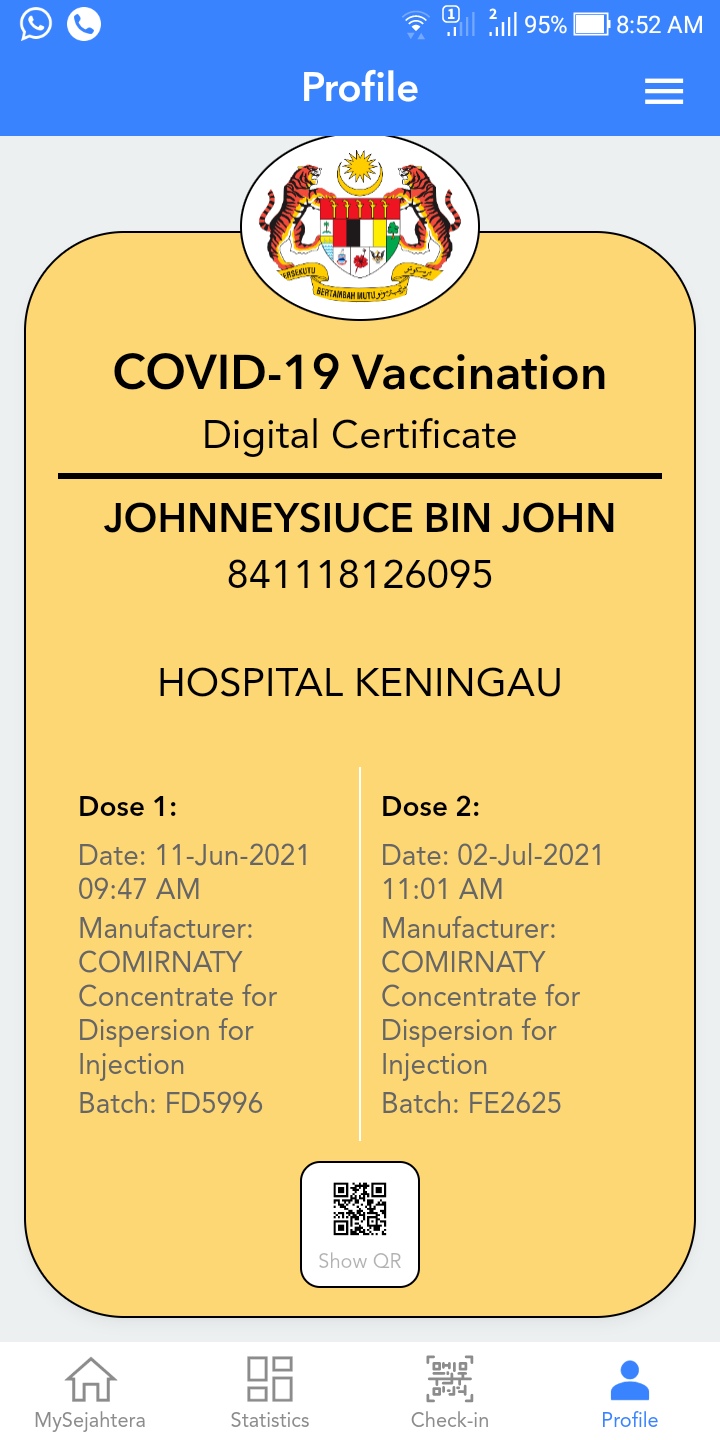 1
2
95%
8:52 AM
Profile
BERTAMBAH MUTU
COVID-19 Vaccination
Digital Certificate
JOHNNEYSIUCE BIN JOHN
841118126095
HOSPITAL KENINGAU
Dose 1:
Date: 11-Jun-2021
09:47 AM
Manufacturer:
COMIRNATY
Concentrate for
Dispersion for
Injection
Batch: FD5996
Dose 2:
Date: 02-Jul-2021
11:01 AM
Manufacturer:
COMIRNATY
Concentrate for
Dispersion for
Injection
Batch: FE2625
Show QR
MySejahtera
Statistics
Check-in
Profile